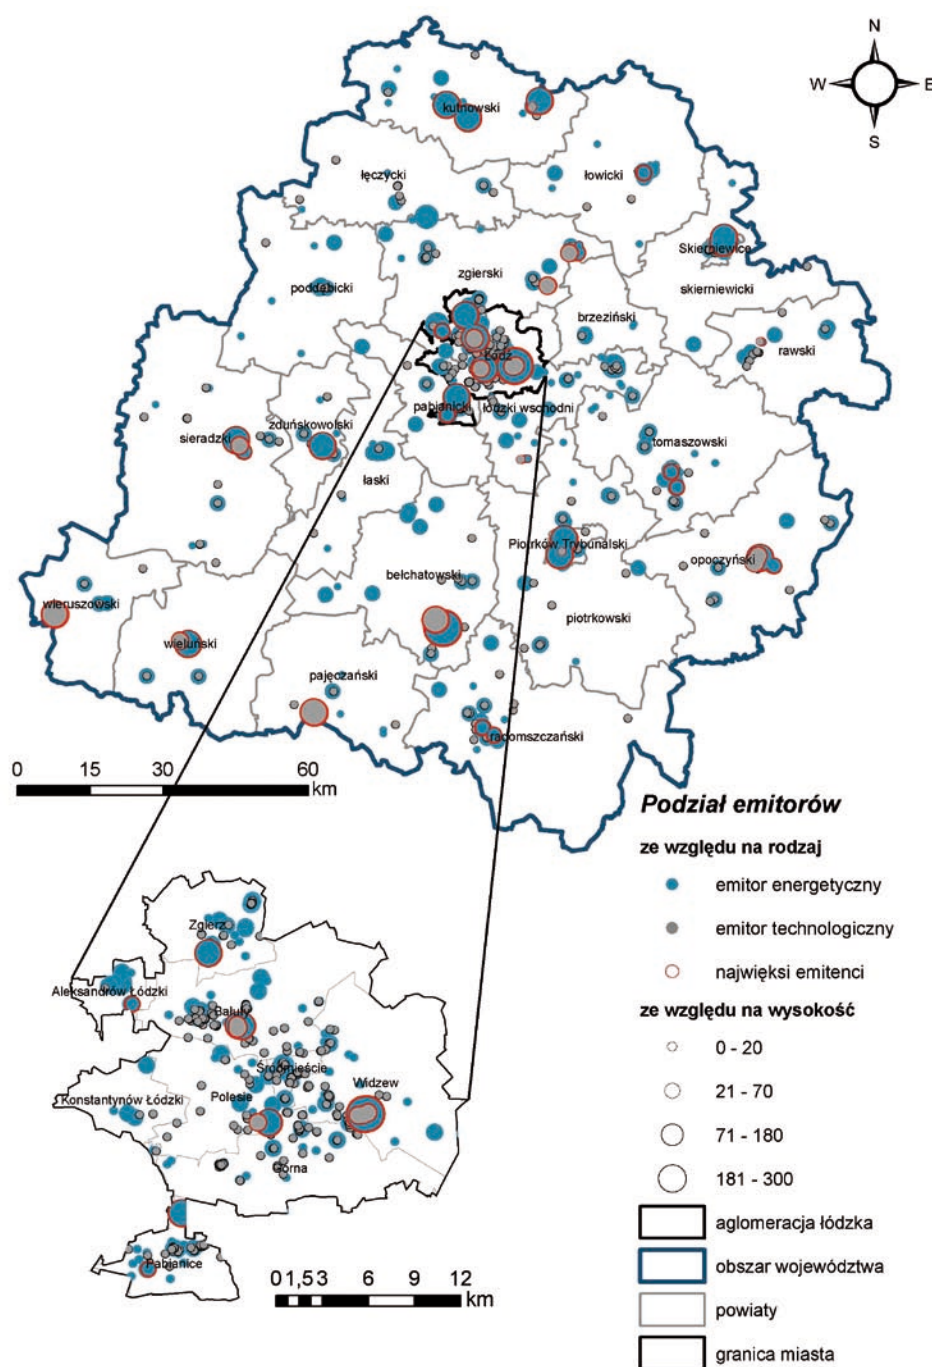 N
W E
S
kutnowski
łęczycki
łowicki
Skierniewice
zgierski
skierniewicki
poddębicki
brzeziński
rawski
Łódź
pabianicki
łódzki wschodni
zduńskowolski
sieradzki
tomaszowski
łaski
Piotrków Trybunalski
opoczyński
bełchatowski
wieruszowski
piotrkowski
wieluński
pajęczański
radomszczański
0 15 30 60
km
Podział emitorów
ze względu na rodzaj
emitor energetyczny
emitor technologiczny
najwięksi emitenci
ze względu na wysokość
0 - 20
21 - 70
71 - 180
181 - 300
aglomeracja łódzka
obszar województwa
powiaty
granica miasta
Zgierz
Aleksandrów Łódzki
Bałuty
Śródmieście
Widzew
Polesie
Konstantynów Łódzki
Górna
Pabianice
0 1,5 3 6 9 12
km